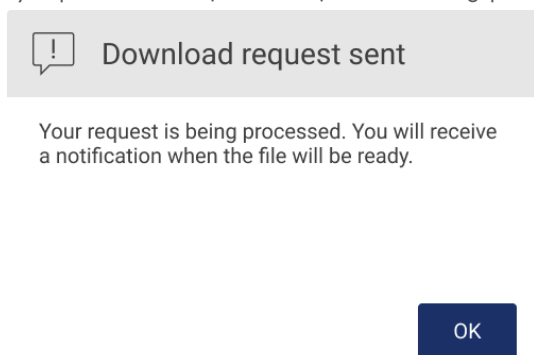 !
Download request sent
Your request is being processed. You will receive
a notification when the file will be ready.
OK